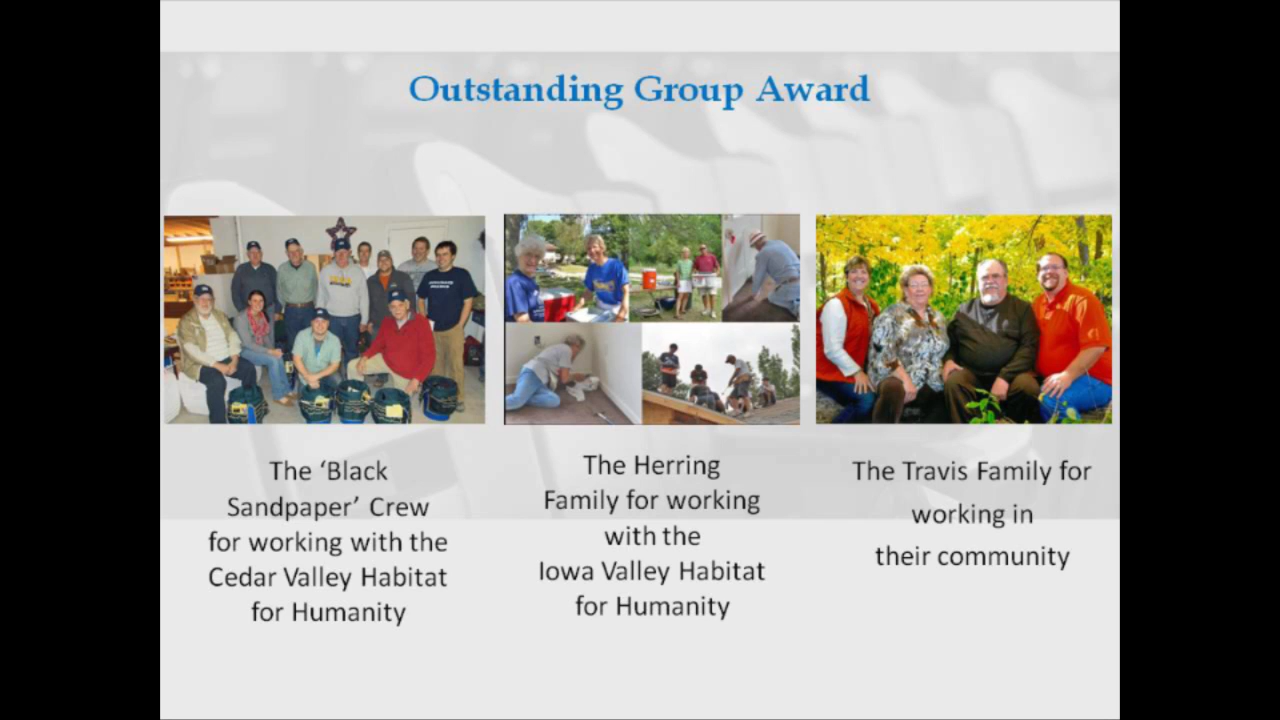 Outstanding Group Award
The ‘Black
Sandpaper’ Crew
for working with the
Cedar Valley Habitat
for Humanity
The Herring
Family for working
with the
Iowa Valley Habitat
for Humanity
The Travis Family for
working in
their community